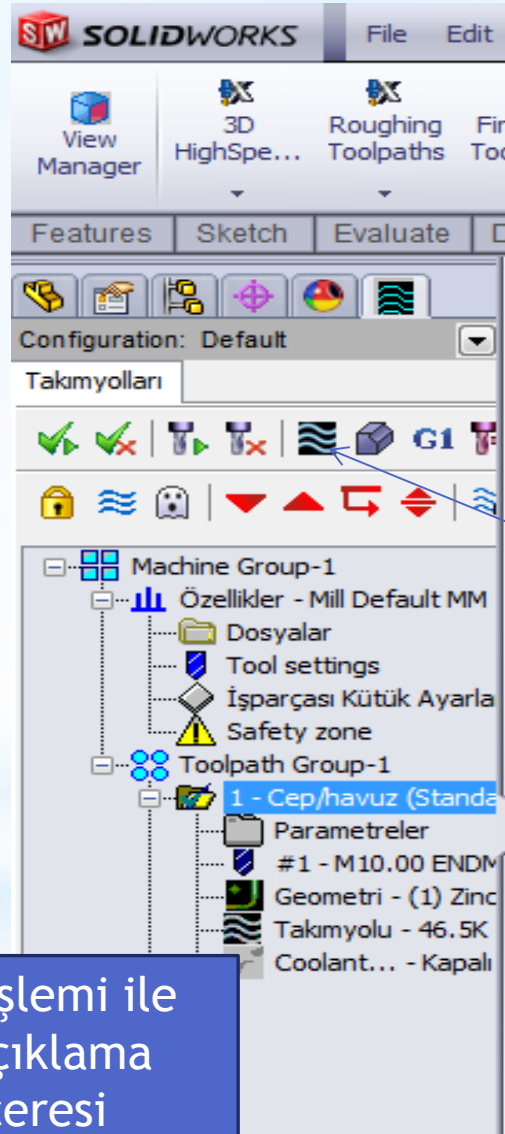 SW SOLIDWORKS File Edit
View Manager
3D HighSpe...
Roughing Toolpaths
Features Sketch Evaluate
Configuration: Default
Takımyolları
G1
Machine Group-1
Özellikler - Mill Default MM
Dosyalar
Tool settings
İşparçası Kütük Ayarla
Safety zone
Toolpath Group-1
1 - Cep/havuz (Standa
Parametreler
#1 - M10.00 ENDM
Geometri - (1) Zinc
Takımyolu - 46.5K
Coolant... - Kapalı
şlemi ile
çıklama
ceresi